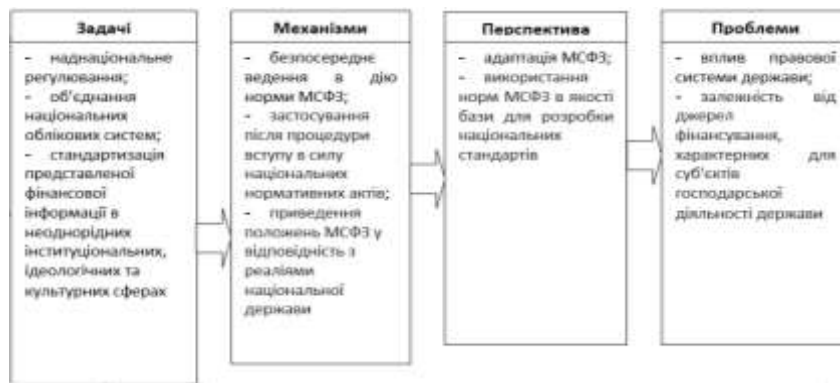 Задачі
- наднаціональне
регулювання;
- об'єднання
національних
облікових систем;
- стандартизація
представленої
фінансової
інформації в
неоднорідних
інституціональних,
ідеологічних та
культурних сферах
Механізми
- безпосереднє
ведення в дію
норми МСФЗ;
- застосування
після процедури
вступу в силу
національних
нормативних актів;
- приведення
положень МСФЗ у
відповідність з
реаліями
національної
держави
Перспектива
- адаптація МСФЗ;
- використання
норм МСФЗ в якості
бази для розробки
національних
стандартів
Проблеми
- вплив правової
системи держави;
- залежність від
джерел
фінансування,
характерних для
суб'єктів
господарської
діяльності держави